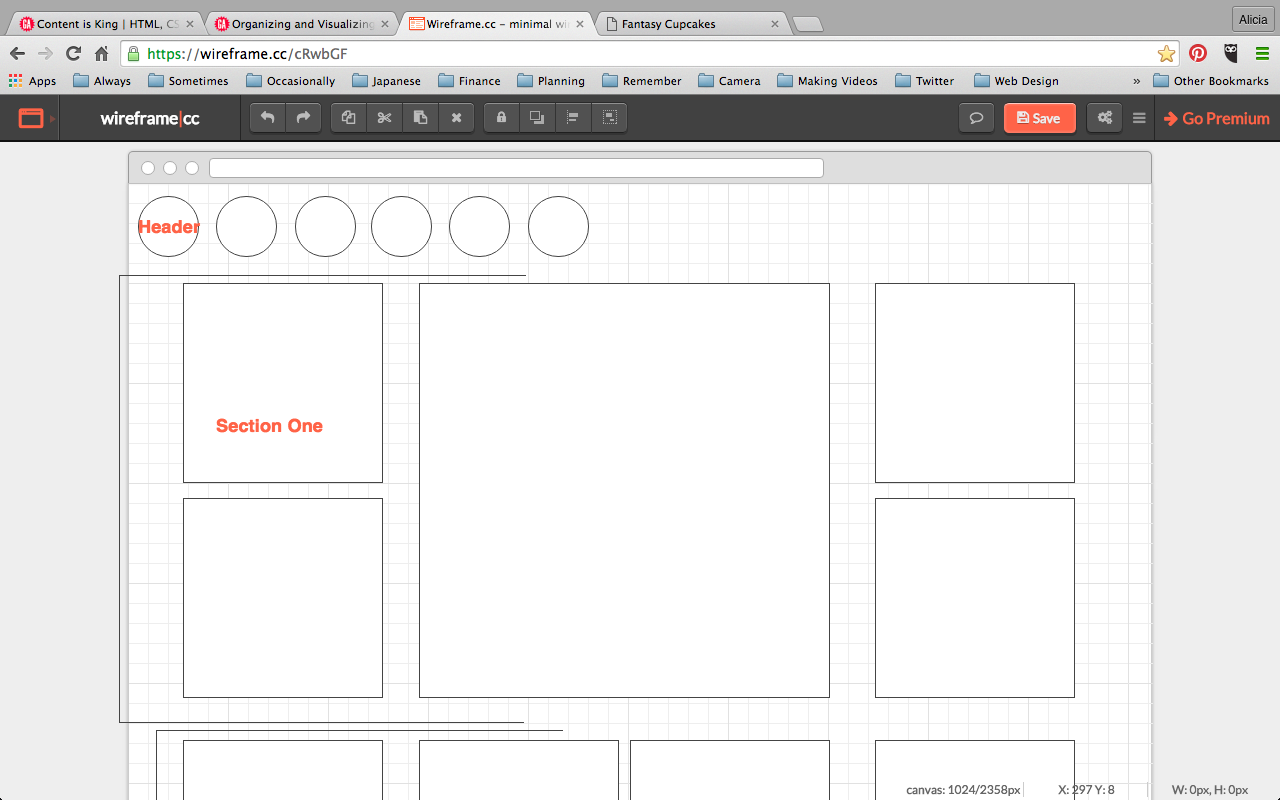 Content is King | HTML, CS
Organizing and Visualizing
Wireframe.cc – minimal wir
Fantasy Cupcakes
Alicia
https://wireframe.cc/cRwbGF
Apps
Always
Sometimes
Occasionally
Japanese
Finance
Planning
Remember
Camera
Making Videos
Twitter
Web Design
»
Other Bookmarks
wireframe|cc
Save
Go Premium
Header
Section One
canvas: 1024/2358px
X: 297 Y: 8
W: 0px, H: 0px